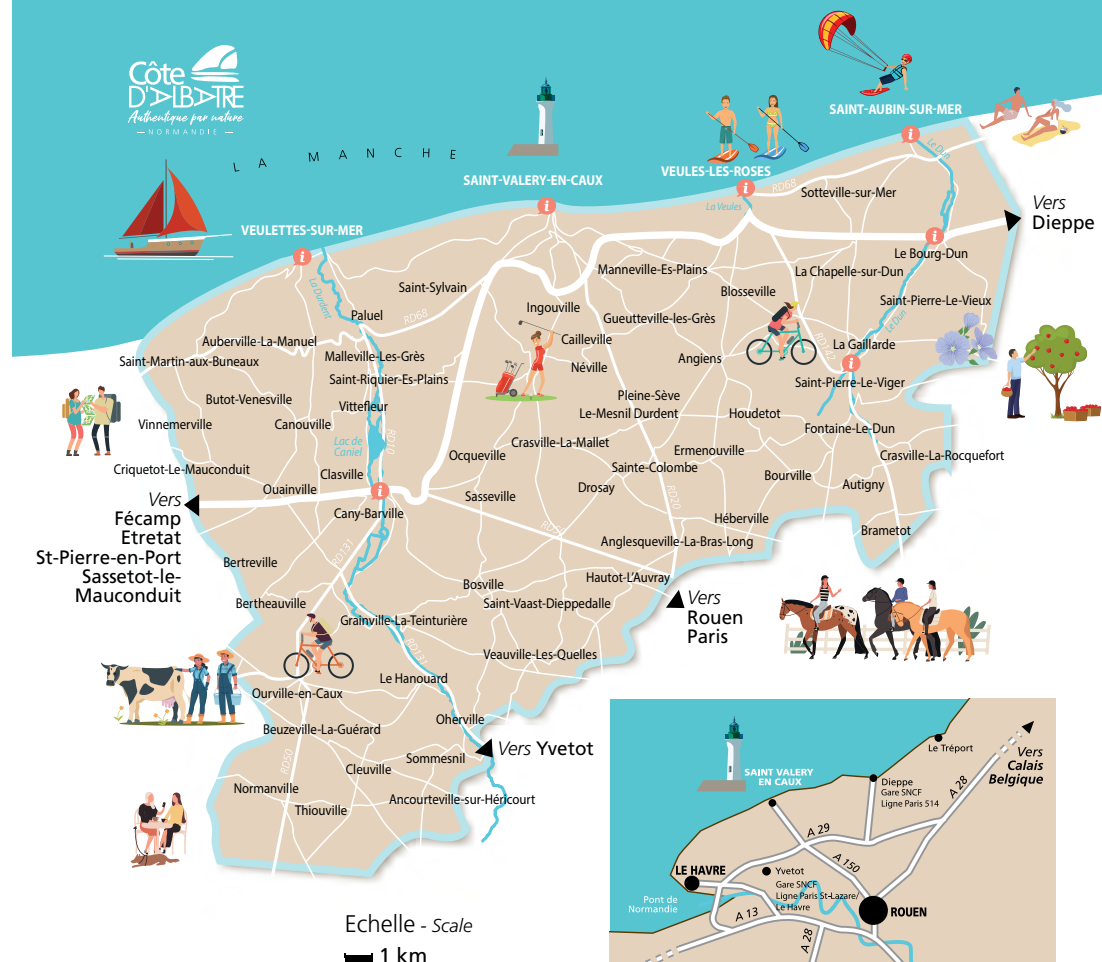 Côte
D'ALBATRE
Authentique par nature
— NORMANDIE —
LA MANCHE
SAINT-AUBIN-SUR-MER
VEULES-LES-ROSES
SAINT-VALERY-EN-CAUX
VEULETTES-SUR-MER
Le Dun
RD68
Sotteville-sur-Mer
La Veules
Vers
Dieppe
Le Bourg-Dun
Manneville-Es-Plains
La Chapelle-sur-Dun
La Durdent
Saint-Sylvain
Blosseville
Saint-Pierre-Le-Vieux
Ingouville
Paluel
RD68
Gueutteville-les-Grès
Le Dun
Auberville-La-Manuel
Cailleville
La Gaillarde
Malleville-Les-Grès
Saint-Martin-aux-Buneaux
Angiens
Néville
Saint-Riquier-Es-Plains
Saint-Pierre-Le-Viger
Butot-Venesville
Pleine-Sève
Vittefleur
Le-Mesnil Durdent
Houdetot
Vinnemerville
Canouville
Fontaine-Le-Dun
RD10
Lac de
Caniel
Crasville-La-Mallet
Ermenouville
Ocqueville
Crasville-La-Rocquefort
Criquetot-Le-Mauconduit
Sainte-Colombe
Clasville
Bourville
Autigny
Ouainville
Drosay
Sasseville
RD20
Vers
Fécamp
Etretat
St-Pierre-en-Port
Sassetot-le-
Mauconduit
Cany-Barville
Héberville
Brametot
Anglesqueville-La-Bras-Long
RD131
Bertreville
Hautot-L'Auvray
Bosville
Vers
Rouen
Paris
Bertheauville
Saint-Vaast-Dieppedalle
Grainville-La-Teinturière
RD131
Veauville-Les-Quelles
Le Hanouard
Ourville-en-Caux
Oherville
Beuzeville-La-Guérard
Vers Yvetot
Sommesnil
RD50
Cleuville
Normanville
Ancourteville-sur-Héricourt
Thiouville
Echelle - Scale
1 km
Le Tréport
Vers
Calais
Belgique
SAINT VALERY
EN CAUX
Dieppe
Gare SNCF
Ligne Paris 514
A 28
A 29
A 150
LE HAVRE
Yvetot
Gare SNCF
Ligne Paris St-Lazare/
Le Havre
Pont de
Normandie
A 13
ROUEN
A 28